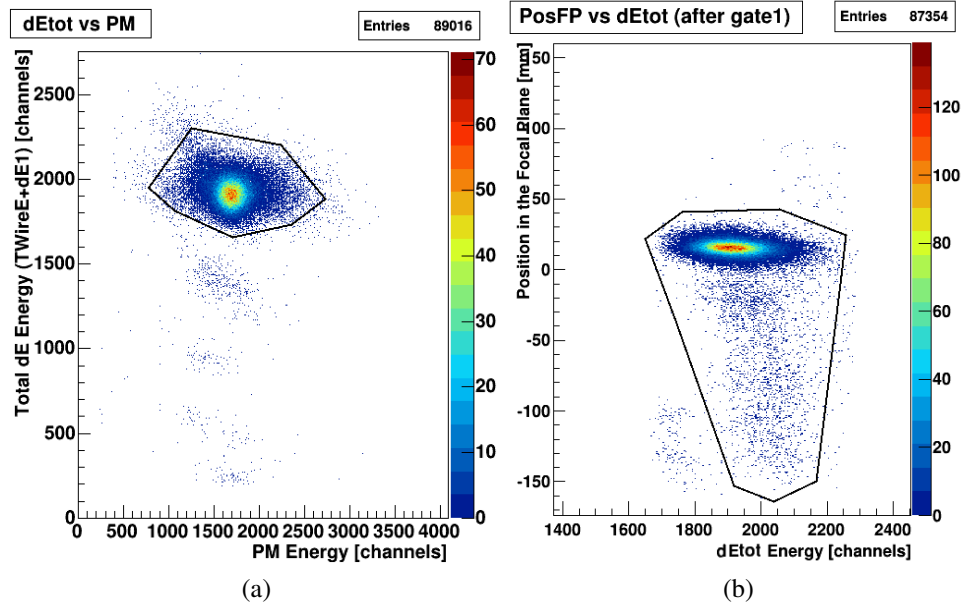 dEtot vs PM
Entries 89016
Total dE Energy (TWireE+dE1) [channels]
2500
2000
1500
1000
500
0
0 500 1000 1500 2000 2500 3000 3500 4000
PM Energy [channels]
70
60
50
40
30
20
10
0
(a)
PosFP vs dEtot (after gate1)
Entries 87354
Position in the Focal Plane [mm]
150
100
50
0
-50
-100
-150
1400 1600 1800 2000 2200 2400
dEtot Energy [channels]
120
100
80
60
40
20
0
(b)